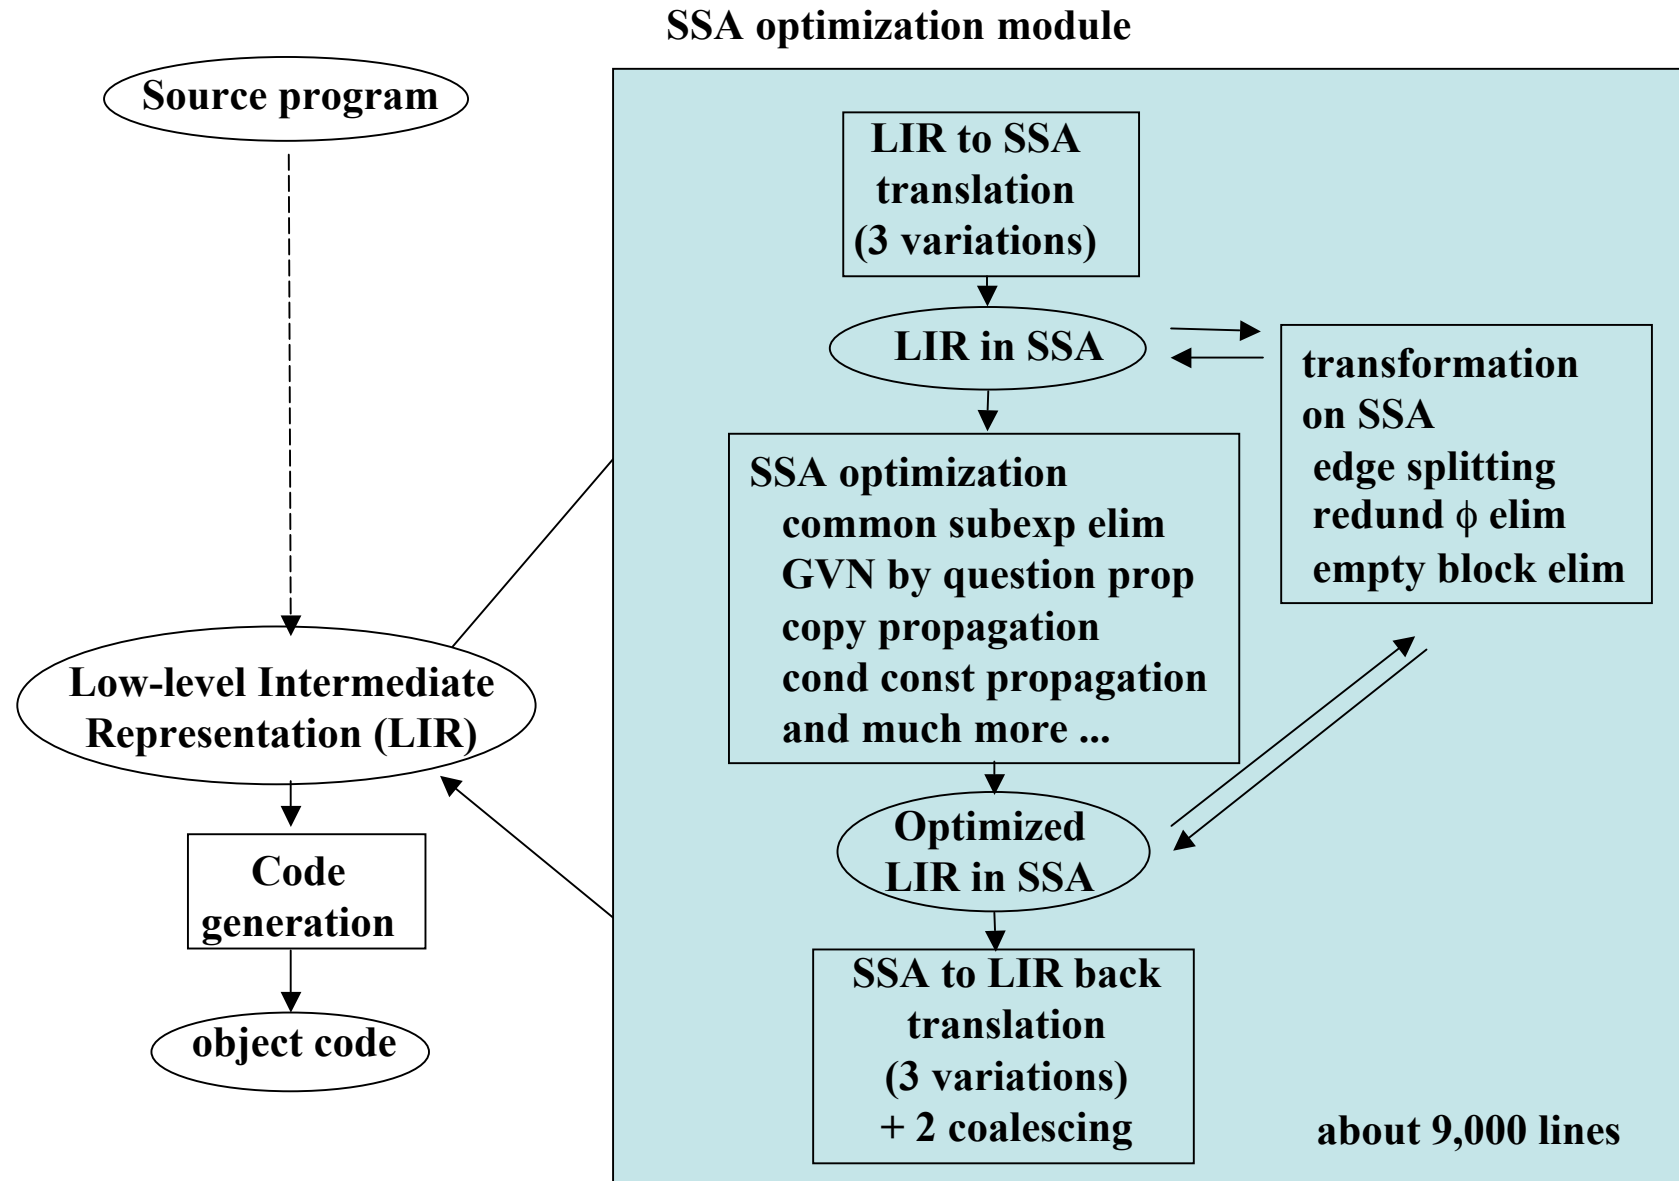 SSA optimization module
Source program
Low-level Intermediate
Representation (LIR)
Code
generation
object code
LIR to SSA
translation
(3 variations)
LIR in SSA
transformation
on SSA
edge splitting
redund ϕ elim
empty block elim
SSA optimization
common subexp elim
GVN by question prop
copy propagation
cond const propagation
and much more ...
Optimized
LIR in SSA
SSA to LIR back
translation
(3 variations)
+ 2 coalescing
about 9,000 lines